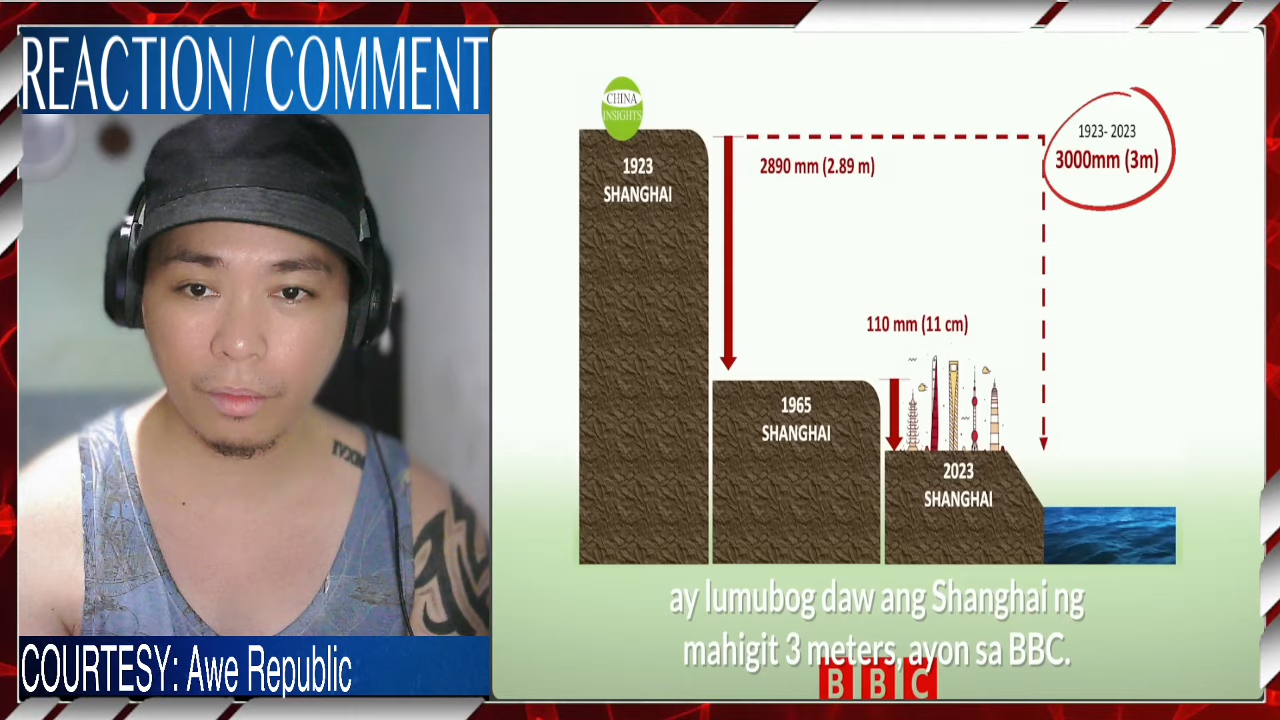 REACTION / COMMENT
CHINA
INSIGHTS
1923
SHANGHAI
2890 mm (2.89 m)
1923- 2023
3000mm (3m)
110 mm (11 cm)
1965
SHANGHAI
2023
SHANGHAI
ay lumubog daw ang Shanghai ng
mahigit 3 meters, ayon sa BBC.
BBC
COURTESY: Awe Republic